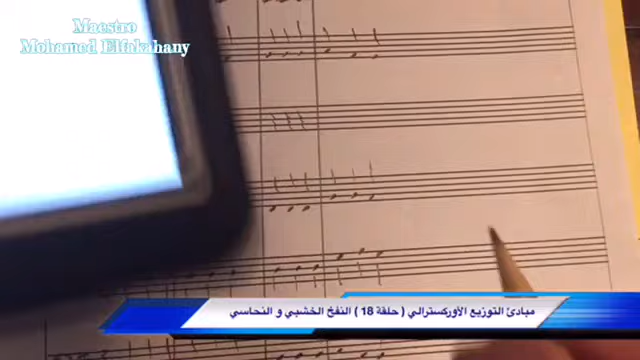 Maestro
Mohamed Elfakahany
مبادئ التوزيع الأوركسترالي ( حلقة 18 ) النفخ الخشبي و النحاسي